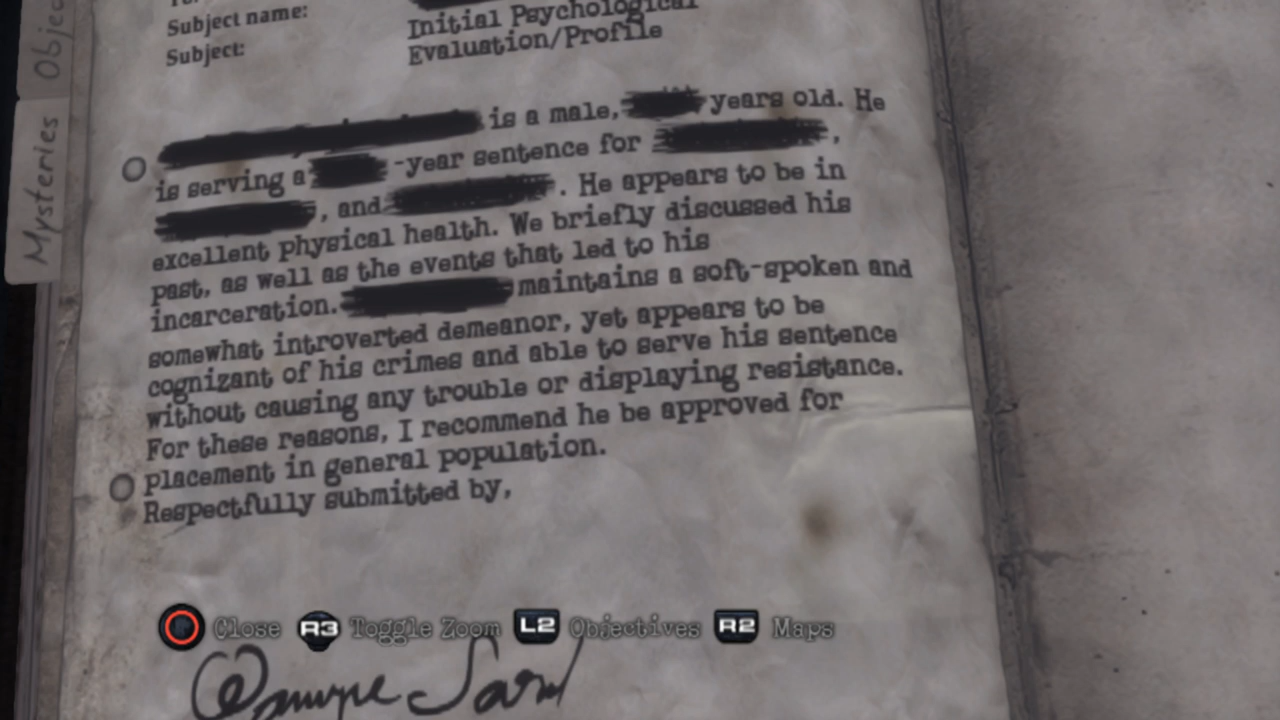 Objec
Mysteries
Subject name:
Subject:
Initial Psychological
Evaluation/Profile
is a male, years old. He
is serving a -year sentence for ,
, and . He appears to be in
excellent physical health. We briefly discussed his
past, as well as the events that led to his
incarceration. maintains a soft-spoken and
somewhat introverted demeanor, yet appears to be
cognizant of his crimes and able to serve his sentence
without causing any trouble or displaying resistance.
For these reasons, I recommend he be approved for
placement in general population.
Respectfully submitted by,
Close R3 Toggle Zoom L2 Objectives R2 Maps